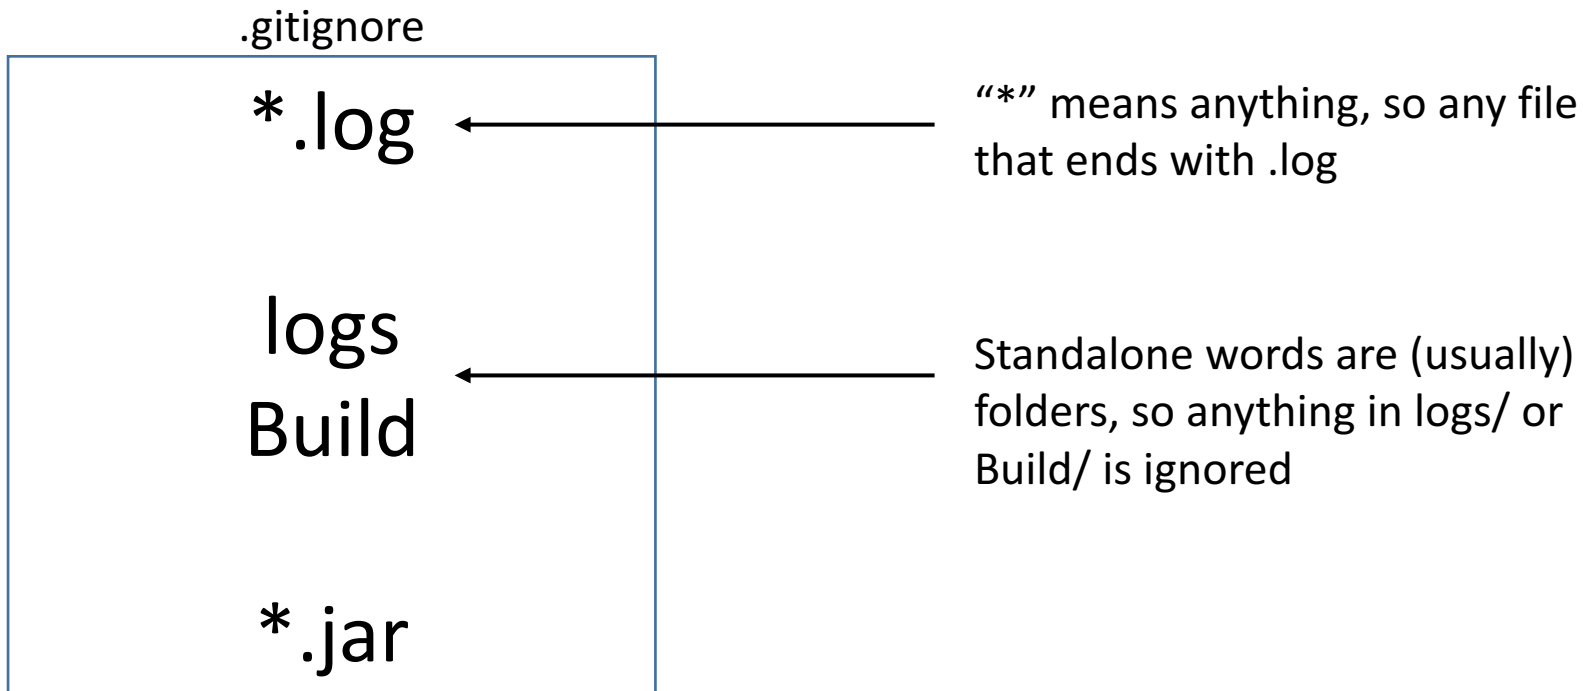 .gitignore
*.log
“*” means anything, so any file
that ends with .log
logs
Build
Standalone words are (usually)
folders, so anything in logs/ or
Build/ is ignored
*.jar